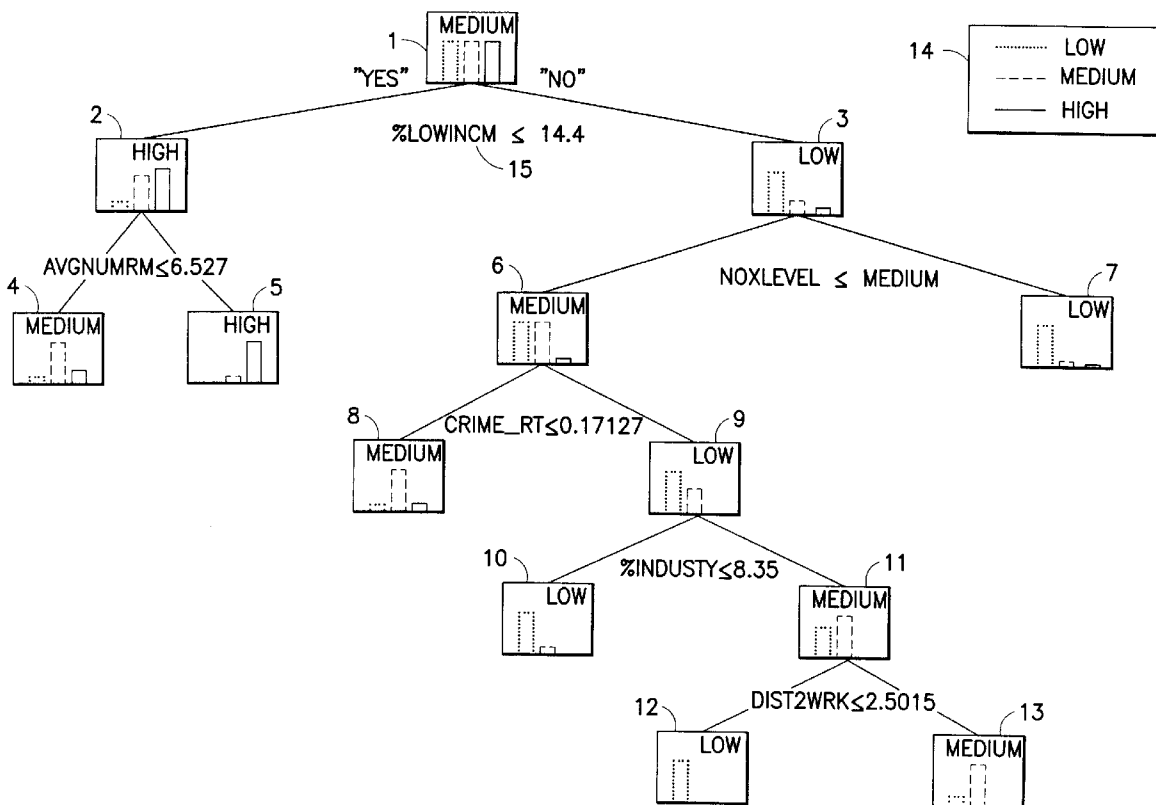 1
MEDIUM
"YES"
"NO"
14
LOW
MEDIUM
HIGH
2
HIGH
%LOWINCM ≤ 14.4
15
3
LOW
AVGNUMRM≤6.527
4
MEDIUM
5
HIGH
6
MEDIUM
NOXLEVEL ≤ MEDIUM
7
LOW
CRIME_RT≤0.17127
8
MEDIUM
9
LOW
10
LOW
%INDUSTY≤8.35
11
MEDIUM
DIST2WRK≤2.5015
12
LOW
13
MEDIUM